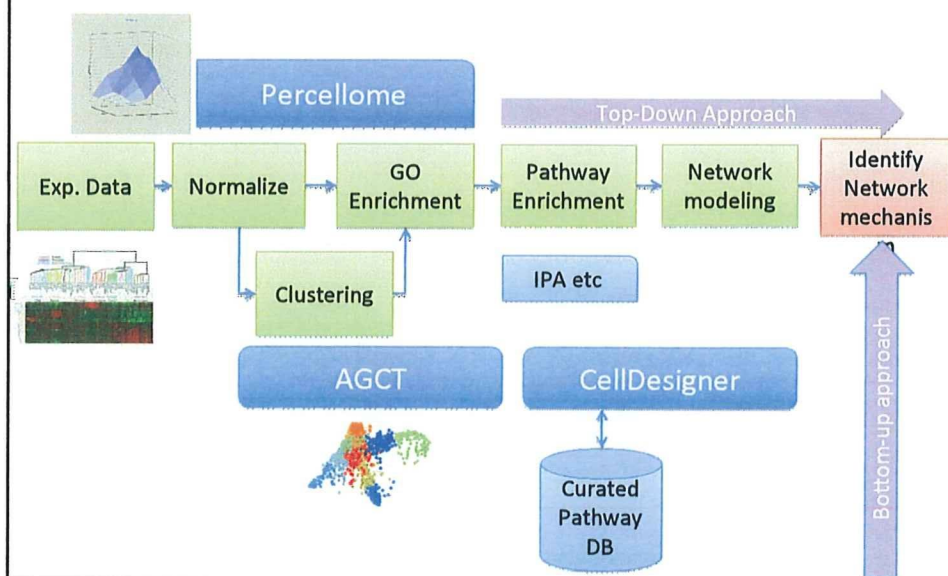 Percellome
Top-Down Approach
Exp. Data
Normalize
GO
Enrichment
Pathway
Enrichment
Network
modeling
Identify
Network
mechanis
m
Clustering
IPA etc
AGCT
CellDesigner
Curated
Pathway
DB
Bottom-up approach